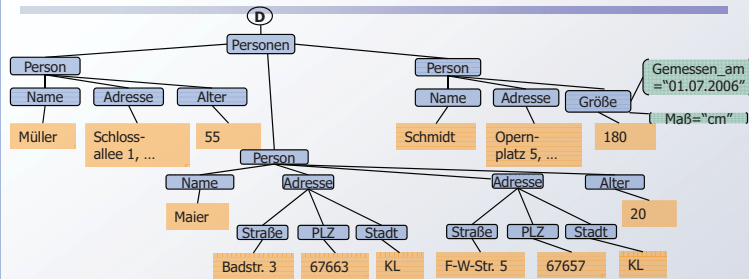 D
Personen
Person
Person
Gemessen_am
="01.07.2006"
Name
Adresse
Alter
Name
Adresse
Größe
Maß="cm"
Müller
Schloss-
allee 1, ...
55
Schmidt
Opern-
platz 5, ...
180
Person
Name
Adresse
Adresse
Alter
Maier
20
Straße
PLZ
Stadt
Straße
PLZ
Stadt
Badstr. 3
67663
KL
F-W-Str. 5
67657
KL